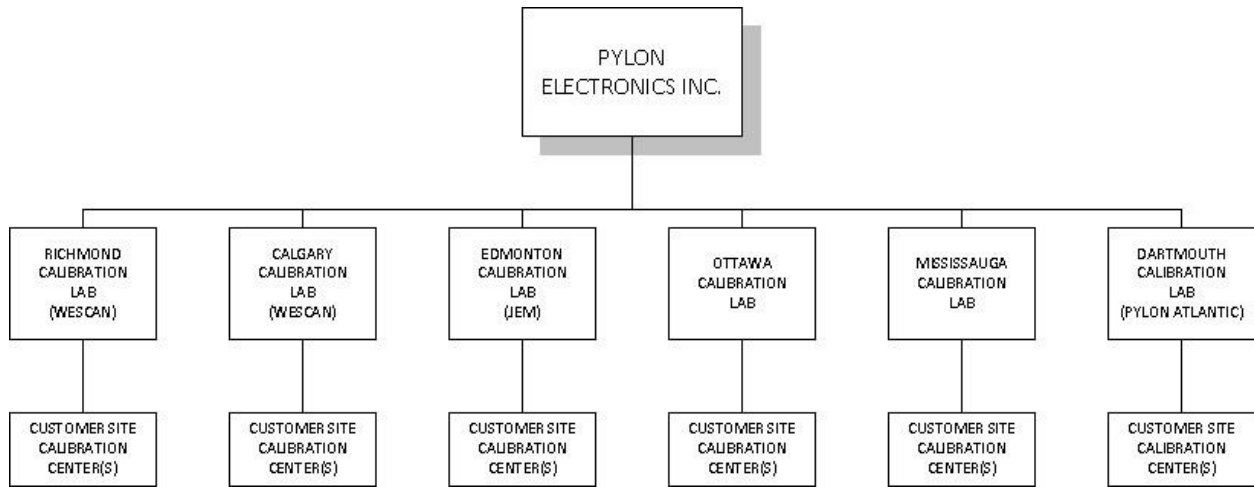 PYLON
ELECTRONICS INC.
RICHMOND
CALIBRATION
LAB
(WESCAN)
CALGARY
CALIBRATION
LAB
(WESCAN)
EDMONTON
CALIBRATION
LAB
(JEM)
OTTAWA
CALIBRATION
LAB
MISSISSAUGA
CALIBRATION
LAB
DARTMOUTH
CALIBRATION
LAB
(PYLON ATLANTIC)
CUSTOMER SITE
CALIBRATION
CENTER(S)
CUSTOMER SITE
CALIBRATION
CENTER(S)
CUSTOMER SITE
CALIBRATION
CENTER(S)
CUSTOMER SITE
CALIBRATION
CENTER(S)
CUSTOMER SITE
CALIBRATION
CENTER(S)
CUSTOMER SITE
CALIBRATION
CENTER(S)